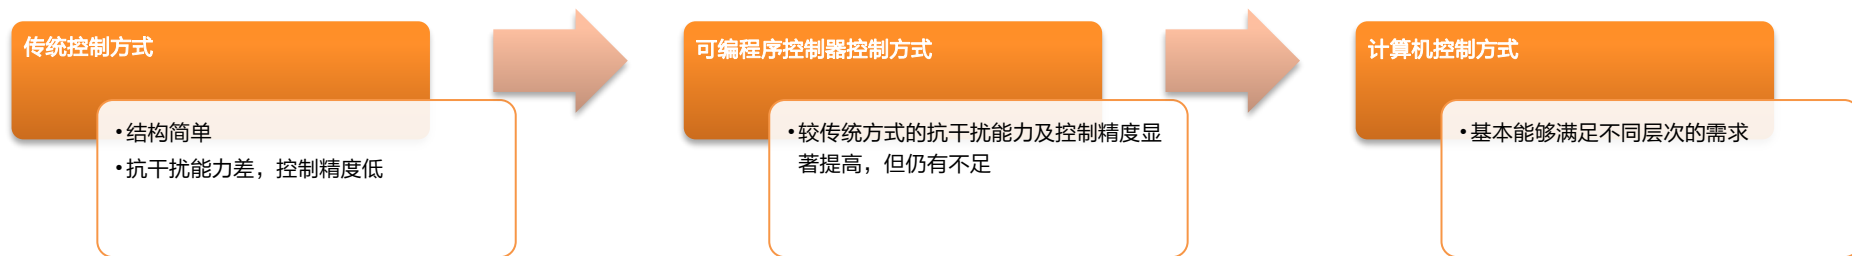 传统控制方式
•结构简单
•抗干扰能力差，控制精度低
可编程序控制器控制方式
•较传统方式的抗干扰能力及控制精度显
著提高，但仍有不足
计算机控制方式
•基本能够满足不同层次的需求